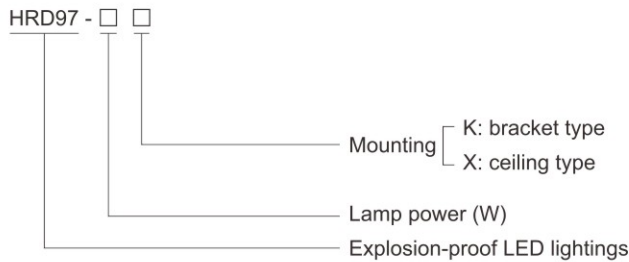 HRD97 - □ □
K: bracket type
Mounting
X: ceiling type
Lamp power (W)
Explosion-proof LED lightings